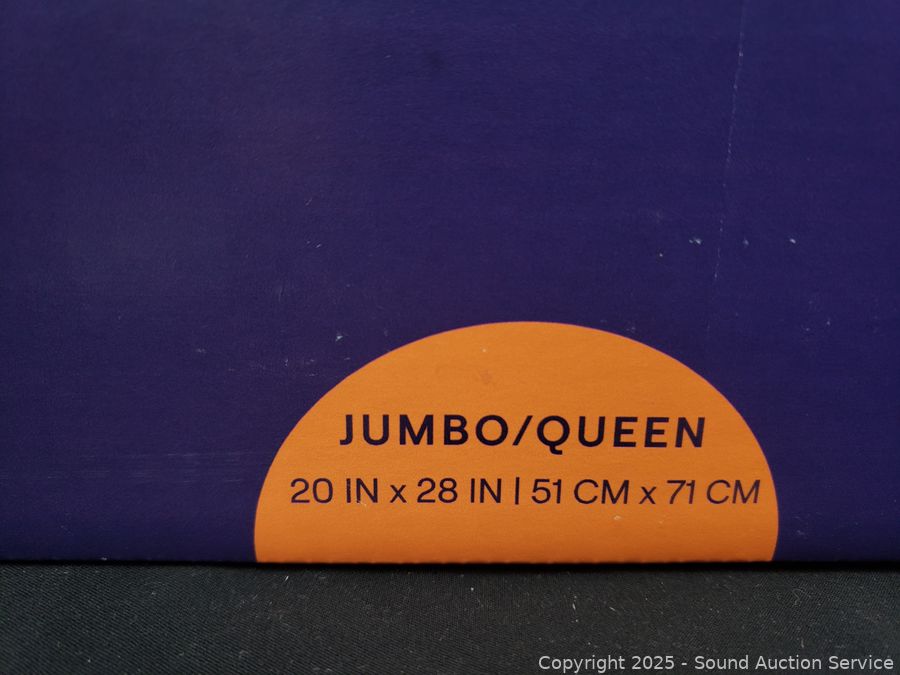 JUMBO/QUEEN
20 IN x 28 IN | 51 CM x 71 CM
Copyright 2025 - Sound Auction Service